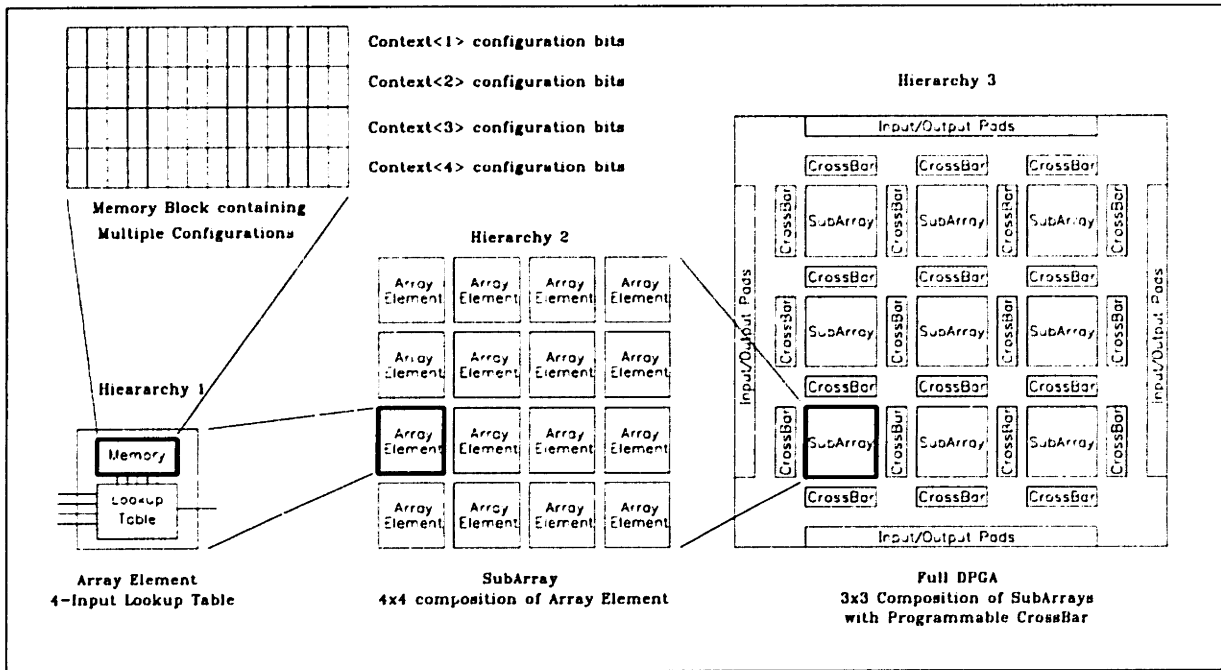 Context<1> configuration bits
Context<2> configuration bits
Context<3> configuration bits
Context<4> configuration bits
Memory Block containing
Multiple Configurations
Hieararchy 1
Memory
Lookup
Table
Array Element
4-Input Lookup Table
Hierarchy 2
Array Array Array Array
Element Element Element Element
Array Array Array Array
Element Element Element Element
Array Array Array Array
Element Element Element Element
Array Array Array Array
Element Element Element Element
SubArray
4x4 composition of Array Element
Hierarchy 3
Input/Output Pads
CrossBar CrossBar CrossBar
Input/Output Pads
CrossBar SubArray CrossBar SubArray CrossBar SubArray CrossBar
CrossBar CrossBar CrossBar
CrossBar SubArray CrossBar SubArray CrossBar SubArray CrossBar
CrossBar CrossBar CrossBar
CrossBar SubArray CrossBar SubArray CrossBar SubArray CrossBar
CrossBar CrossBar CrossBar
Input/Output Pads
Input/Output Pads
Full DPGA
3x3 Composition of SubArrays
with Programmable CrossBar